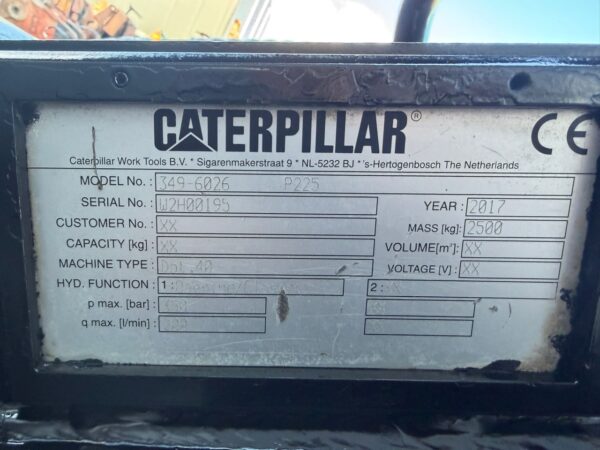 CATERPILLAR® CE
Caterpillar Work Tools B.V. * Sigarenmakerstraat 9 * NL-5232 BJ * 's-Hertogenbosch The Netherlands
MODEL No. : 349-6026 P225
SERIAL No. : W2H00195 YEAR : 2017
CUSTOMER No. : XX MASS [kg] : 2500
CAPACITY [kg] : XX VOLUME[m³] : XX
MACHINE TYPE : 40 VOLTAGE [V] : XX
HYD. FUNCTION : 1: 2:
p max. [bar] 350
q max. [l/min]